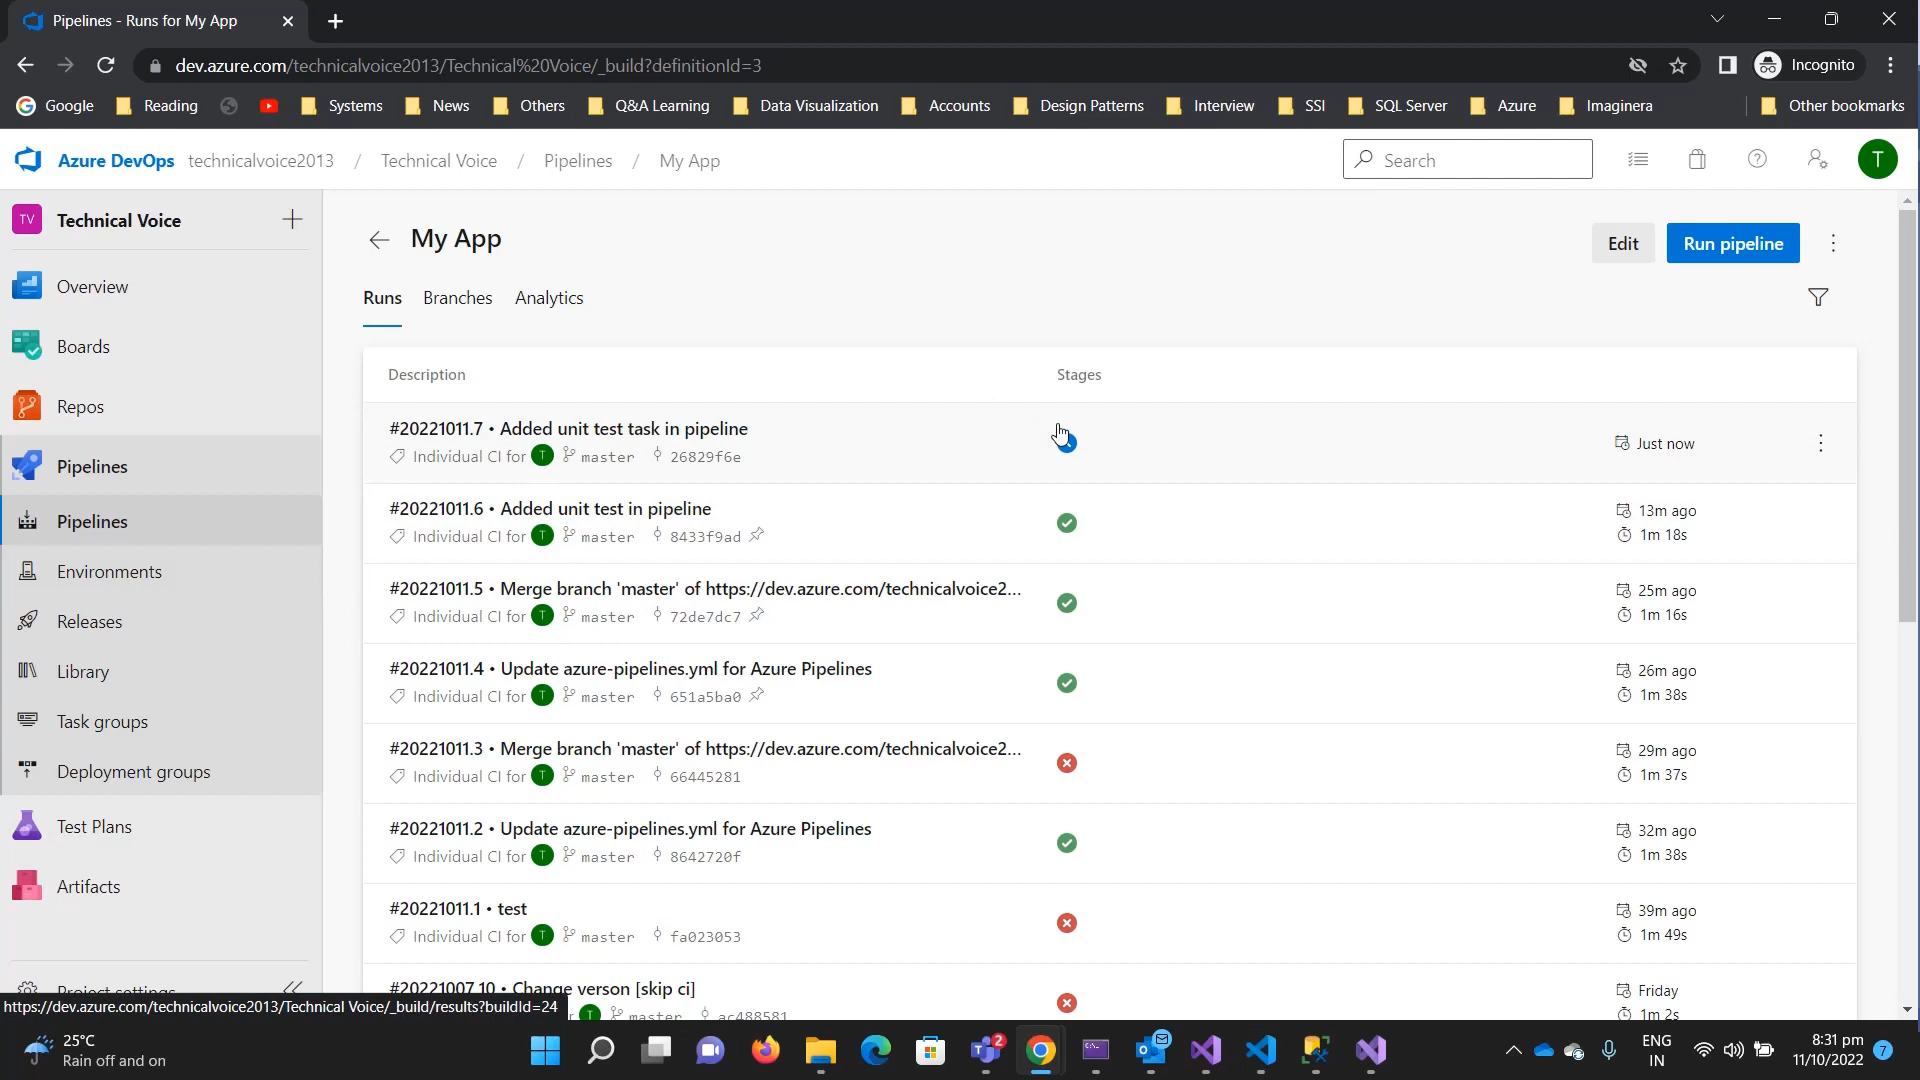 Pipelines - Runs for My App
dev.azure.com/technicalvoice2013/Technical%20Voice/_build?definitionId=3
Incognito
Google
Reading
Systems
News
Others
Q&A Learning
Data Visualization
Accounts
Design Patterns
Interview
SSI
SQL Server
Azure
Imaginera
Other bookmarks
Azure DevOps technicalvoice2013 / Technical Voice / Pipelines / My App
Search
T
TV Technical Voice
Overview
Boards
Repos
Pipelines
Pipelines
Environments
Releases
Library
Task groups
Deployment groups
Test Plans
Artifacts
Project settings
My App
Edit
Run pipeline
Runs Branches Analytics
Description Stages
#20221011.7 • Added unit test task in pipeline
Individual CI for T master 26829f6e
Just now
#20221011.6 • Added unit test in pipeline
Individual CI for T master 8433f9ad
13m ago
1m 18s
#20221011.5 • Merge branch 'master' of https://dev.azure.com/technicalvoice2...
Individual CI for T master 72de7dc7
25m ago
1m 16s
#20221011.4 • Update azure-pipelines.yml for Azure Pipelines
Individual CI for T master 651a5ba0
26m ago
1m 38s
#20221011.3 • Merge branch 'master' of https://dev.azure.com/technicalvoice2...
Individual CI for T master 66445281
29m ago
1m 37s
#20221011.2 • Update azure-pipelines.yml for Azure Pipelines
Individual CI for T master 8642720f
32m ago
1m 38s
#20221011.1 • test
Individual CI for T master fa023053
39m ago
1m 49s
#20221007.10 • Change verson [skip ci]
r T master ac488581
Friday
1m 2s
https://dev.azure.com/technicalvoice2013/Technical Voice/_build/results?buildId=24
25°C
Rain off and on
2
ENG
IN
8:31 pm
11/10/2022
7